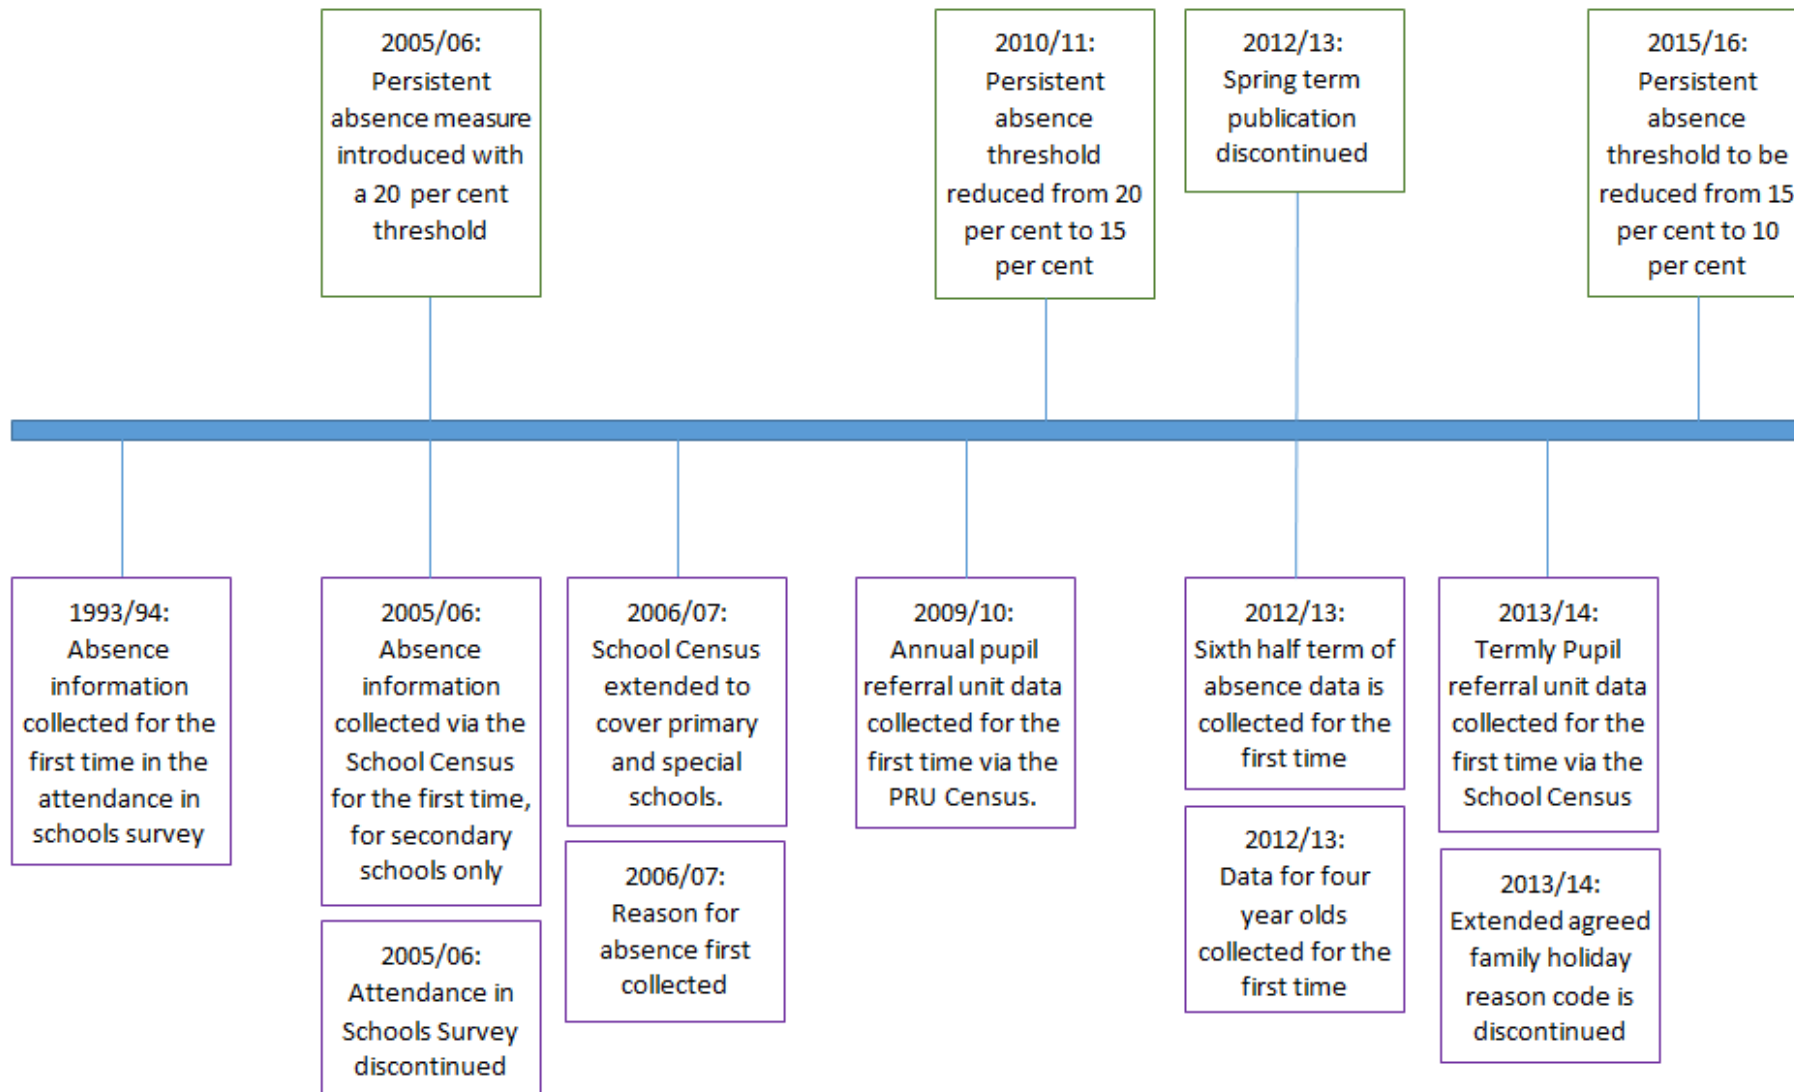 2005/06:
Persistent
absence measure
introduced with
a 20 per cent
threshold
2010/11:
Persistent
absence
threshold
reduced from 20
per cent to 15
per cent
2012/13:
Spring term
publication
discontinued
2015/16:
Persistent
absence
threshold to be
reduced from 15
per cent to 10
per cent
1993/94:
Absence
information
collected for the
first time in the
attendance in
schools survey
2005/06:
Absence
information
collected via the
School Census
for the first time,
for secondary
schools only
2005/06:
Attendance in
Schools Survey
discontinued
2006/07:
School Census
extended to
cover primary
and special
schools.
2006/07:
Reason for
absence first
collected
2009/10:
Annual pupil
referral unit data
collected for the
first time via the
PRU Census.
2012/13:
Sixth half term of
absence data is
collected for the
first time
2012/13:
Data for four
year olds
collected for the
first time
2013/14:
Termly Pupil
referral unit data
collected for the
first time via the
School Census
2013/14:
Extended agreed
family holiday
reason code is
discontinued